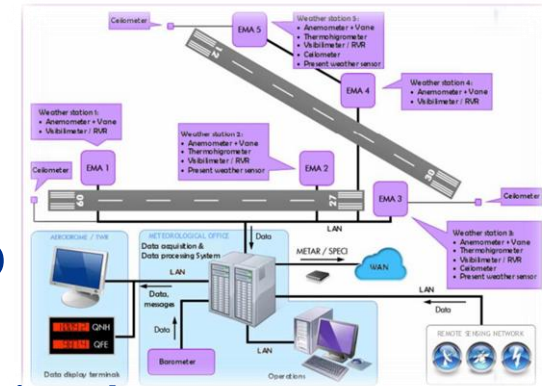 Ceilometer
EMA 5
Weather station 5:
• Anemometer + Vane
• Thermohigrometer
• Visibilimeter / RVR
• Ceilometer
• Present weather sensor
12
EMA 4
Weather station 4:
• Anemometer + Vane
• Visibilimeter / RVR
Weather station 1:
• Anemometer + Vane
• Visibilimeter / RVR
Weather station 2:
• Anemometer + Vane
• Thermohigrometer
• Visibilimeter / RVR
• Present weather sensor
Ceilometer
EMA 1
EMA 2
30
09
27
EMA 3
Ceilometer
LAN
Weather station 3:
• Anemometer + Vane
• Thermohigrometer
• Visibilimeter / RVR
• Ceilometer
• Present weather sensor
AERODROME / TWR
METEOROLOGICAL OFFICE
Data
Data acquisition &
Data processing System
METAR / SPECI
WAN
LAN
Data,
messages
LAN
Data
QNH
QFE
Data
Barometer
LAN
Operations
Data display terminals
REMOTE SENSING NETWORK